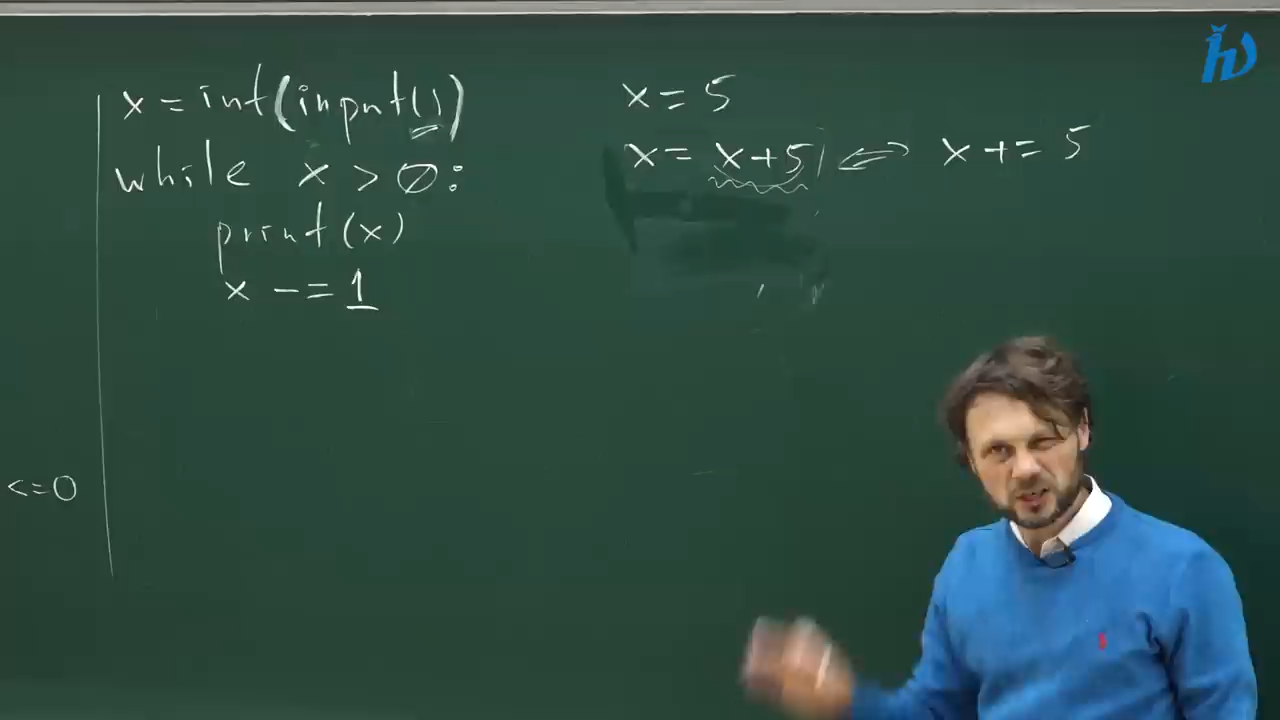 x = int(input())
while x > 0:
print(x)
x -= 1
<=0
x = 5
x = x+5 <=> x += 5